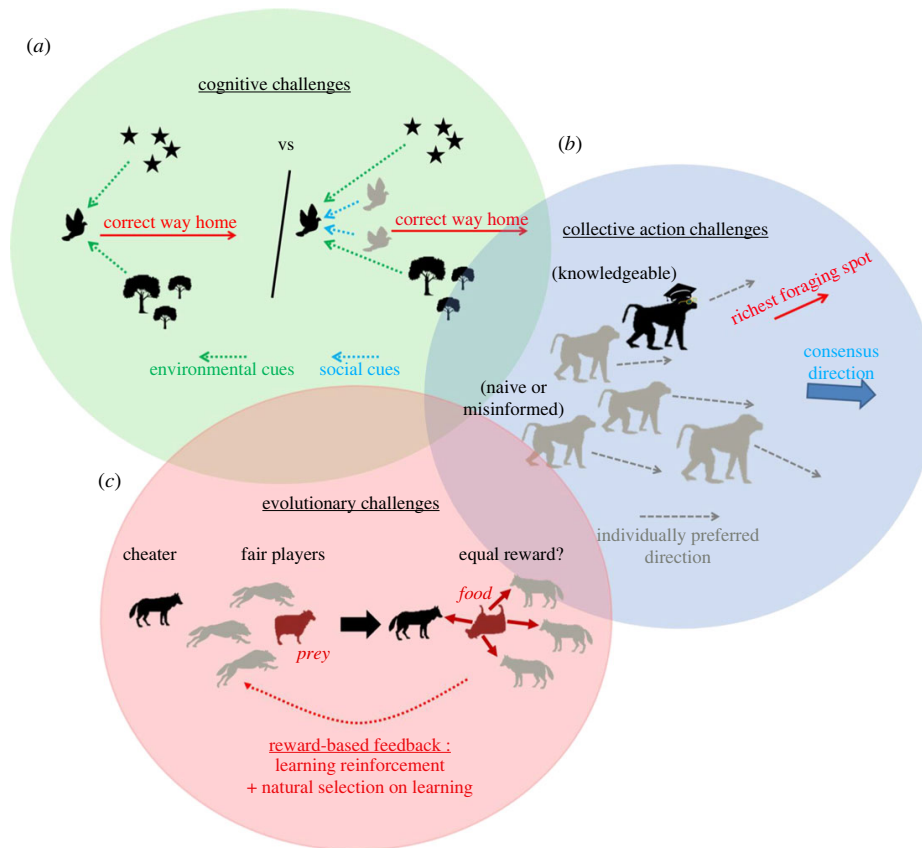 (a)
cognitive challenges
vs
correct way home
correct way home
environmental cues
social cues
(b)
collective action challenges
(knowledgeable)
richest foraging spot
consensus
direction
(naive or
misinformed)
individually preferred
direction
(c)
evolutionary challenges
cheater
fair players
equal reward?
food
prey
reward-based feedback :
learning reinforcement
+ natural selection on learning